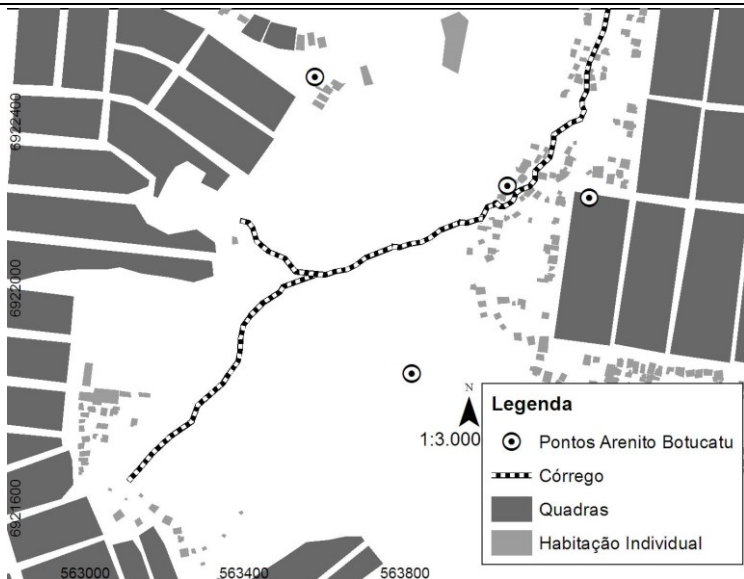 6922400
6922000
6921600
N
1:3.000
Legenda
Pontos Arenito Botucatu
Córrego
Quadras
Habitação Individual
563000
563400
563800